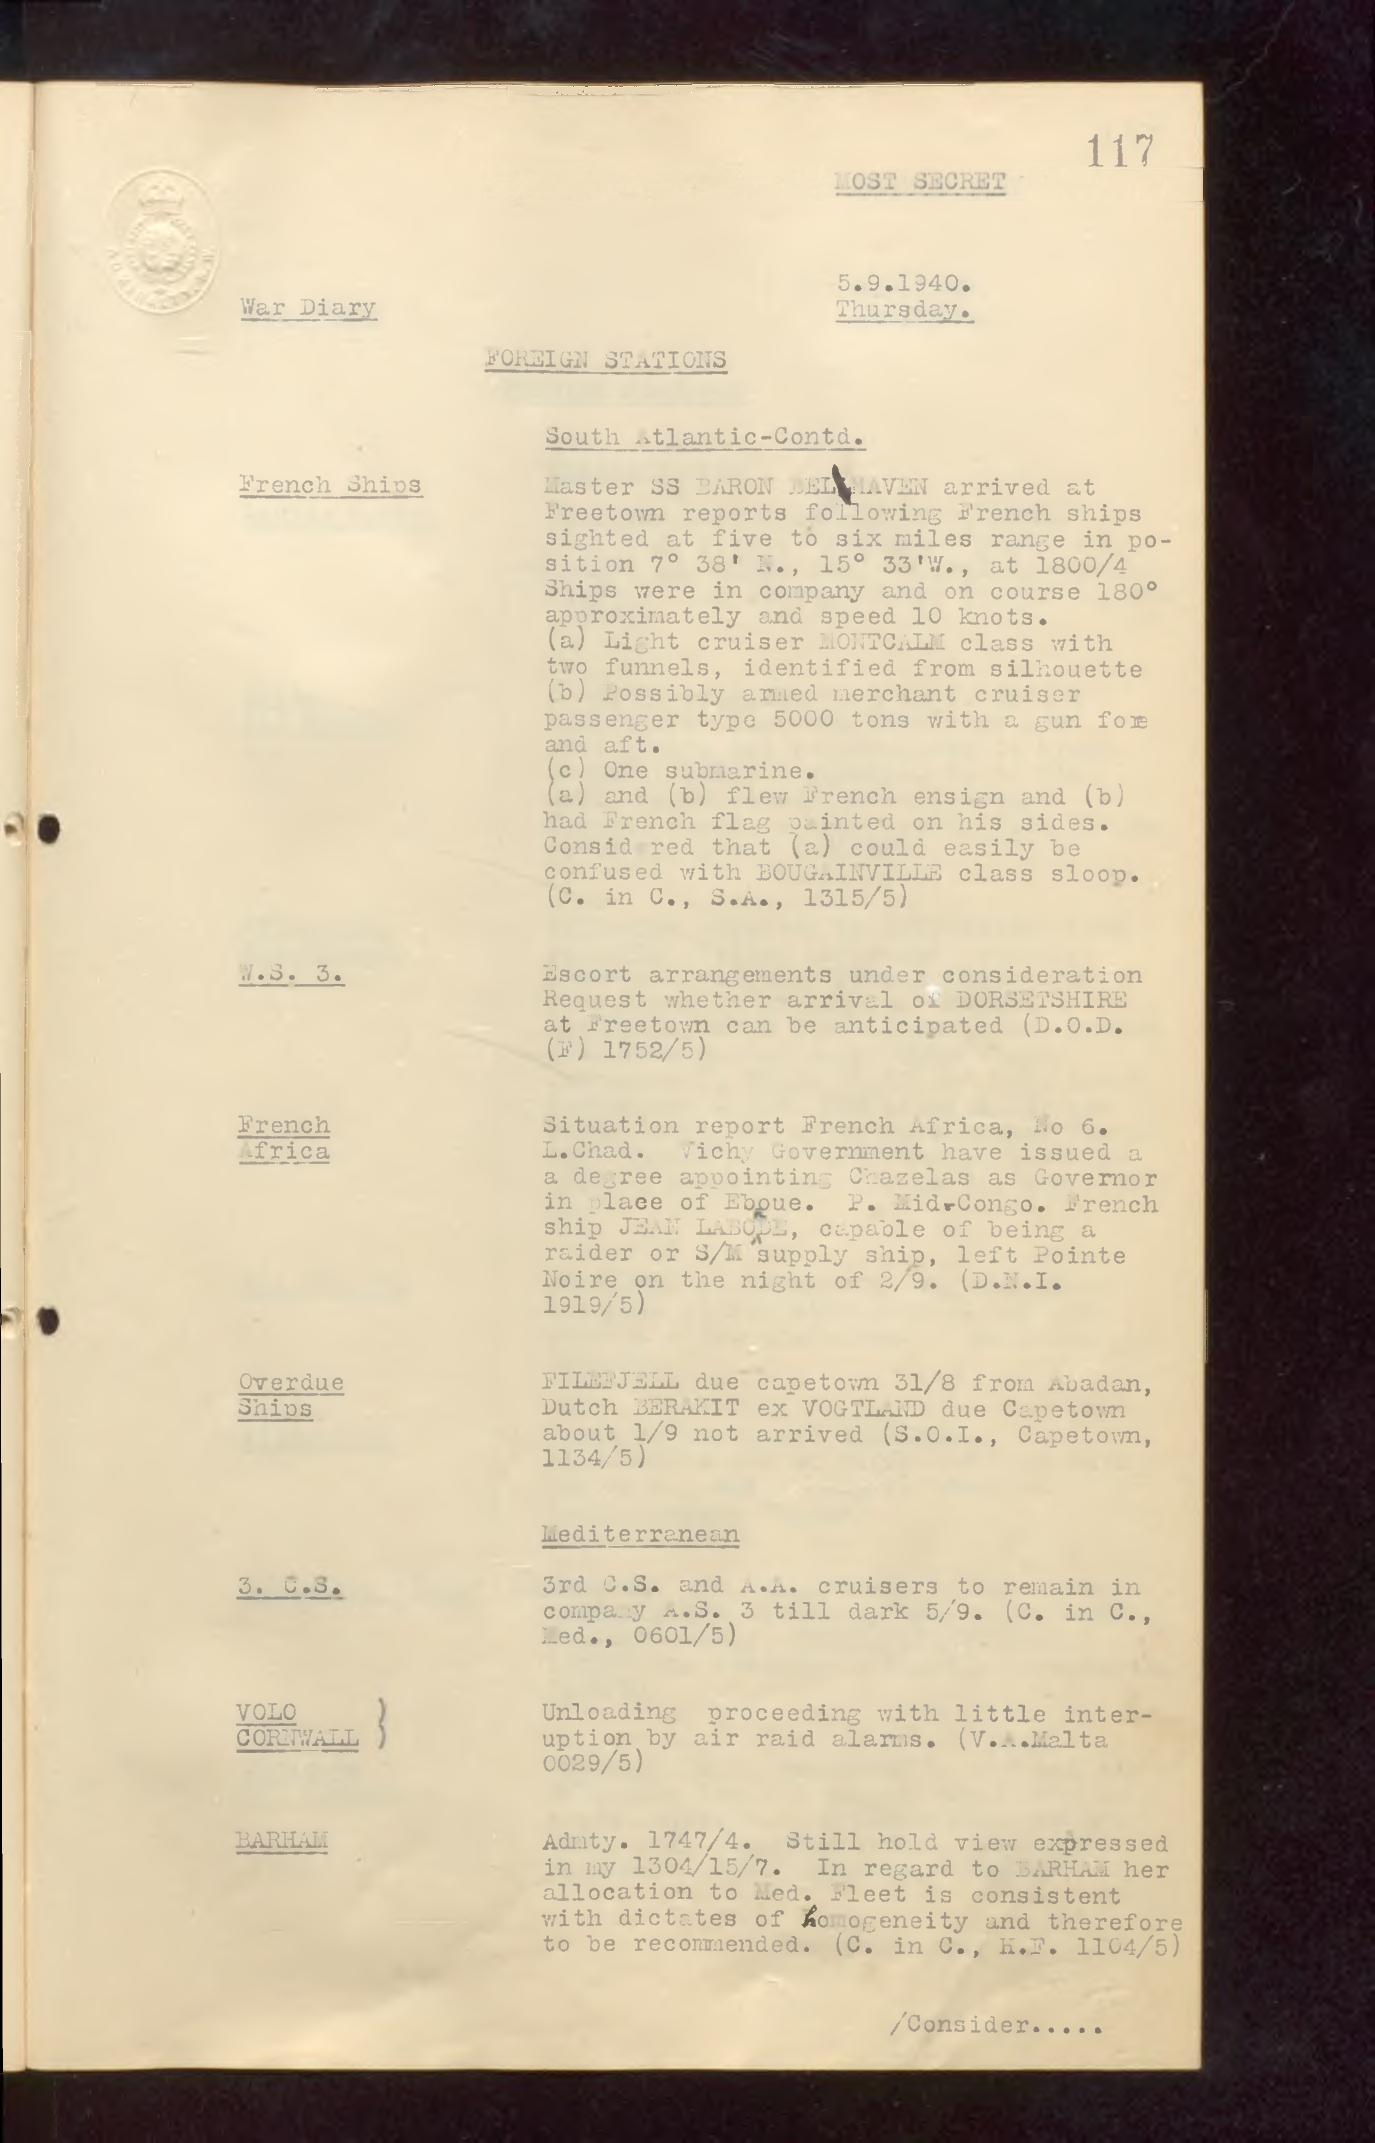 117
MOST SECRET
5.9.1940.
War Diary
Thursday.
FOREIGN STATIONS
South Atlantic-Contd.
French Ships
Master SS BARON BELLHAVEN arrived at
Freetown reports following French ships
sighted at five to six miles range in po-
sition 7° 38' N., 15° 33'W., at 1800/4
Ships were in company and on course 180°
approximately and speed 10 knots.
(a) Light cruiser MONTCALM class with
two funnels, identified from silhouette
(b) Possibly armed merchant cruiser
passenger type 5000 tons with a gun fore
and aft.
(c) One submarine.
(a) and (b) flew French ensign and (b)
had French flag painted on his sides.
Considered that (a) could easily be
confused with BOUGAINVILLE class sloop.
(C. in C., S.A., 1315/5)
W.S. 3.
Escort arrangements under consideration
Request whether arrival of DORSETSHIRE
at Freetown can be anticipated (D.O.D.
(F) 1752/5)
French
Africa
Situation report French Africa, No 6.
L.Chad. Vichy Government have issued a
a degree appointing Chazelas as Governor
in place of Eboue. P. Mid-Congo. French
ship JEAN LABODE, capable of being a
raider or S/M supply ship, left Pointe
Noire on the night of 2/9. (D.N.I.
1919/5)
Overdue
Ships
FILEFJELL due capetown 31/8 from Abadan,
Dutch BERAKIT ex VOGTLAND due Capetown
about 1/9 not arrived (S.O.I., Capetown,
1134/5)
Mediterranean
3. C.S.
3rd C.S. and A.A. cruisers to remain in
company A.S. 3 till dark 5/9. (C. in C.,
Med., 0601/5)
VOLO
CORNWALL }
Unloading proceeding with little inter-
uption by air raid alarms. (V.A.Malta
0029/5)
BARHAM
Admty. 1747/4. Still hold view expressed
in my 1304/15/7. In regard to BARHAM her
allocation to Med. Fleet is consistent
with dictates of homogeneity and therefore
to be recommended. (C. in C., H.F. 1104/5)
/Consider.....